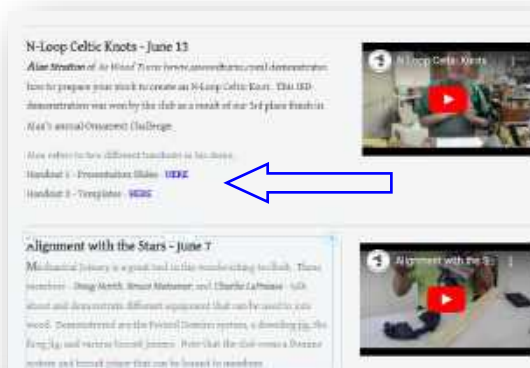 N-Loop Celtic Knots - June 13
Alan Stratton of As Wood Turns (www.aswoodturns.com) demonstrates
how to prepare your stock to create an N-Loop Celtic Knot. This IRD
demonstration was won by the club as a result of our 3rd place finish in
Alan's annual Ornament Challenge.
Alan refers to two different handouts in his demo.
Handout 1 - Presentation Slides - HERE
Handout 2 - Templates - HERE
N-Loop Celtic Knots
Alignment with the Stars - June 7
Mechanical Joinery is a great tool in the woodworking toolbox. Three
members - Doug North, Bruce and Charlie - talk
about and demonstrate different equipment that can be used to join
wood. Demonstrated are the Festool Domino system, a doweling jig, the
jig, and various biscuit joiners. Note that the club owns a Domino
system and biscuit joiner that can be loaned to members.
Alignment with the S